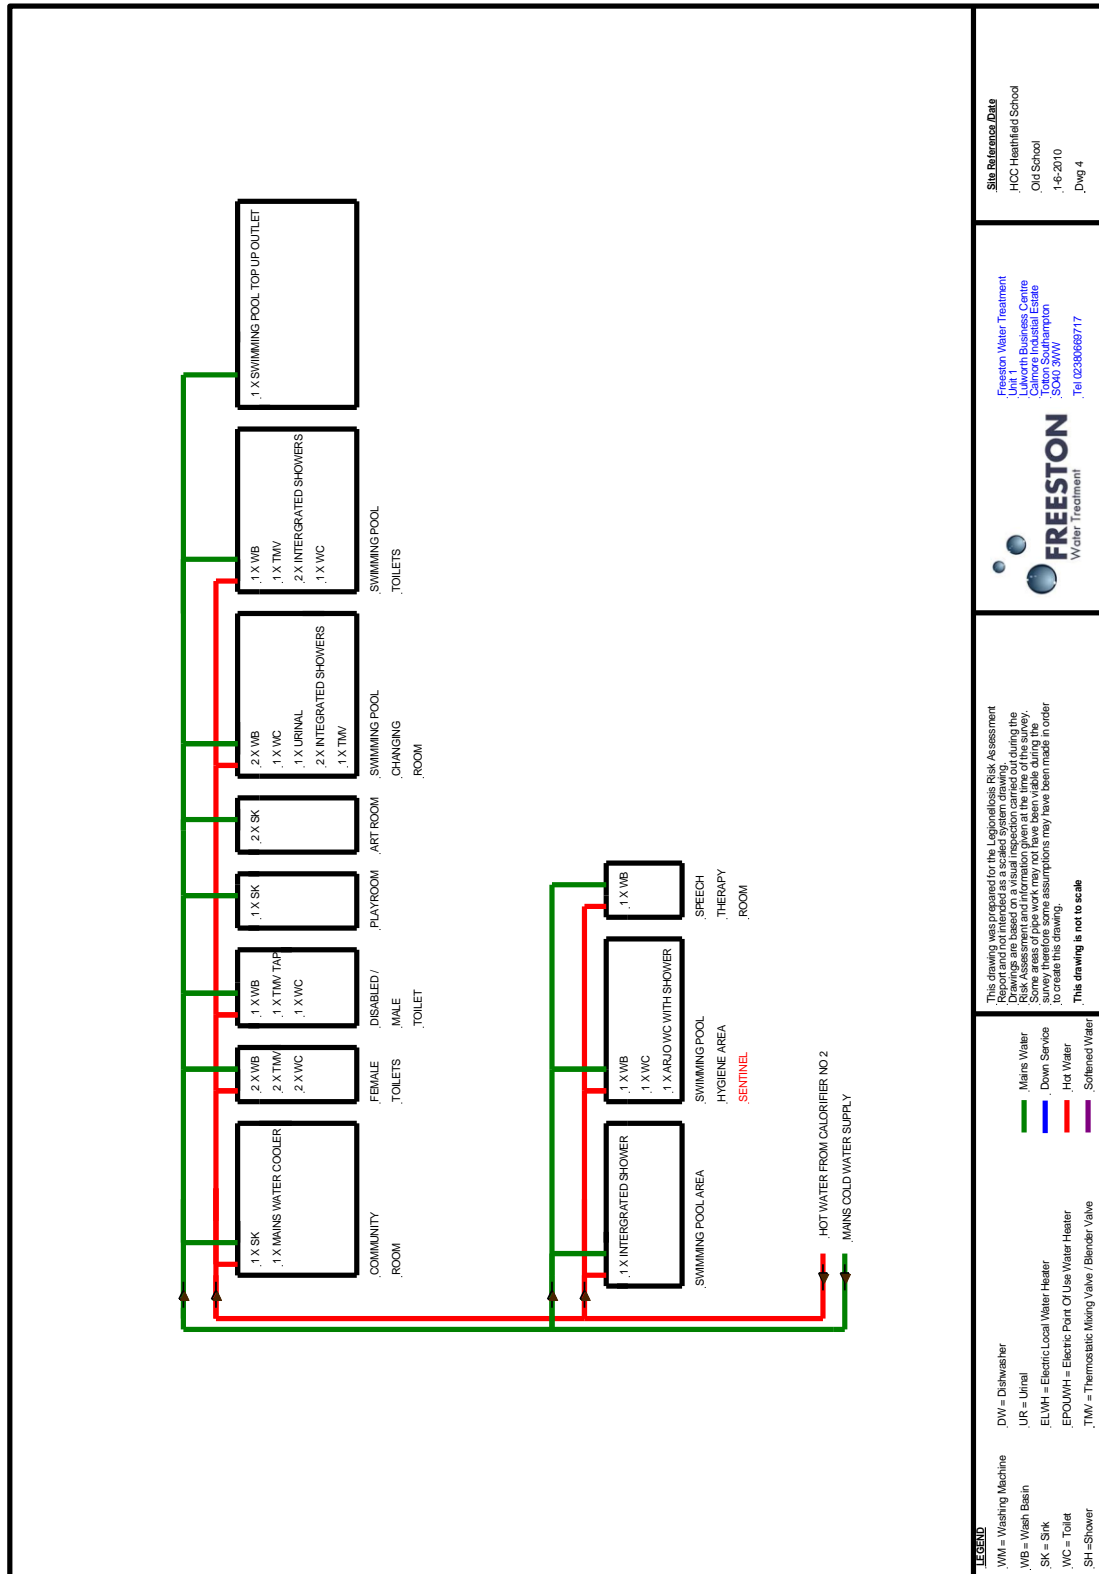 1 X SK
1 X MAINS WATER COOLER
COMMUNITY
ROOM
2 X WB
2 X TMV
2 X WC
FEMALE
TOILETS
1 X WB
1 X TMV TAP
1 X WC
DISABLED /
MALE
TOILET
1 X SK
PLAYROOM
2 X SK
ART ROOM
2 X WB
1 X WC
1 X URINAL
2 X INTEGRATED SHOWERS
1 X TMV
SWIMMING POOL
CHANGING
ROOM
1 X WB
1 X TMV
2 X INTERGRATED SHOWERS
1 X WC
SWIMMING POOL
TOILETS
1 X SWIMMING POOL TOP UP OUTLET
1 X INTERGRATED SHOWER
SWIMMING POOL AREA
1 X WB
1 X WC
1 X ARJO WC WITH SHOWER
SWIMMING POOL
HYGIENE AREA
SENTINEL
1 X WB
SPEECH
THERAPY
ROOM
HOT WATER FROM CALORIFIER NO 2
MAINS COLD WATER SUPPLY
LEGEND
WM = Washing Machine
WB = Wash Basin
SK = Sink
WC = Toilet
SH =Shower
DW = Dishwasher
UR = Urinal
ELWH = Electric Local Water Heater
EPOUWH = Electric Point Of Use Water Heater
TMV = Thermostatic Mixing Valve / Blender Valve
Mains Water
Down Service
Hot Water
Softened Water
This drawing was prepared for the Legionellosis Risk Assessment
Report and not intended as a scaled system drawing.
Drawings are based on a visual inspection carried out during the
Risk Assessment and information given at the time of the survey.
Some areas of pipe work may not have been viable during the
survey therefore some assumptions may have been made in order
to create this drawing.
This drawing is not to scale
FREESTON
Water Treatment
Freeston Water Treatment
Unit 1
Lulworth Business Centre
Calmore Industial Estate
Totton Southampton
SO40 3WW
Tel 02380669717
Site Reference /Date
HCC Heathfield School
Old School
1-6-2010
Dwg 4